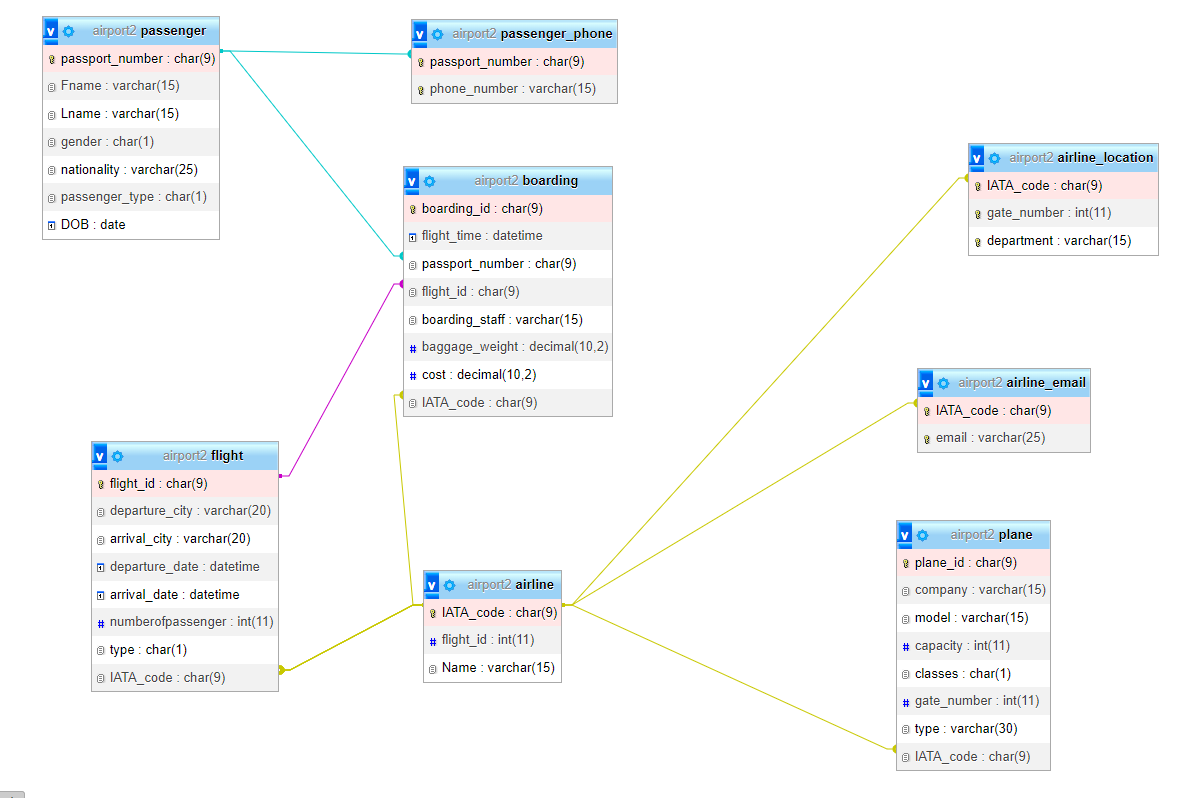 airport2 passenger
passport_number : char(9)
Fname : varchar(15)
Lname : varchar(15)
gender : char(1)
nationality : varchar(25)
passenger_type : char(1)
DOB : date
airport2 passenger_phone
passport_number : char(9)
phone_number : varchar(15)
airport2 airline_location
IATA_code : char(9)
gate_number : int(11)
department : varchar(15)
airport2 boarding
boarding_id : char(9)
flight_time : datetime
passport_number : char(9)
flight_id : char(9)
boarding_staff : varchar(15)
baggage_weight : decimal(10,2)
cost : decimal(10,2)
IATA_code : char(9)
airport2 airline_email
IATA_code : char(9)
email : varchar(25)
airport2 flight
flight_id : char(9)
departure_city : varchar(20)
arrival_city : varchar(20)
departure_date : datetime
arrival_date : datetime
numberofpassenger : int(11)
type : char(1)
IATA_code : char(9)
airport2 airline
IATA_code : char(9)
flight_id : int(11)
Name : varchar(15)
airport2 plane
plane_id : char(9)
company : varchar(15)
model : varchar(15)
capacity : int(11)
classes : char(1)
gate_number : int(11)
type : varchar(30)
IATA_code : char(9)